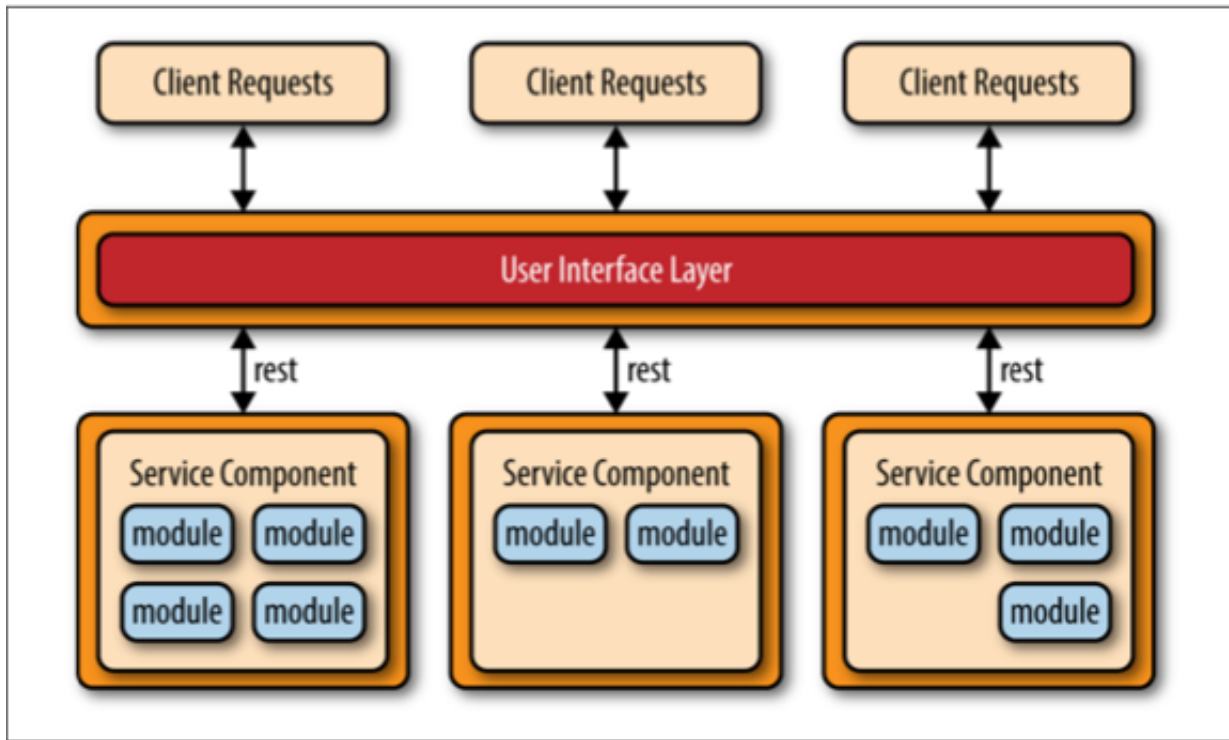 Client Requests
Client Requests
Client Requests
User Interface Layer
rest
rest
rest
Service Component
module
module
module
module
Service Component
module
module
Service Component
module
module
module